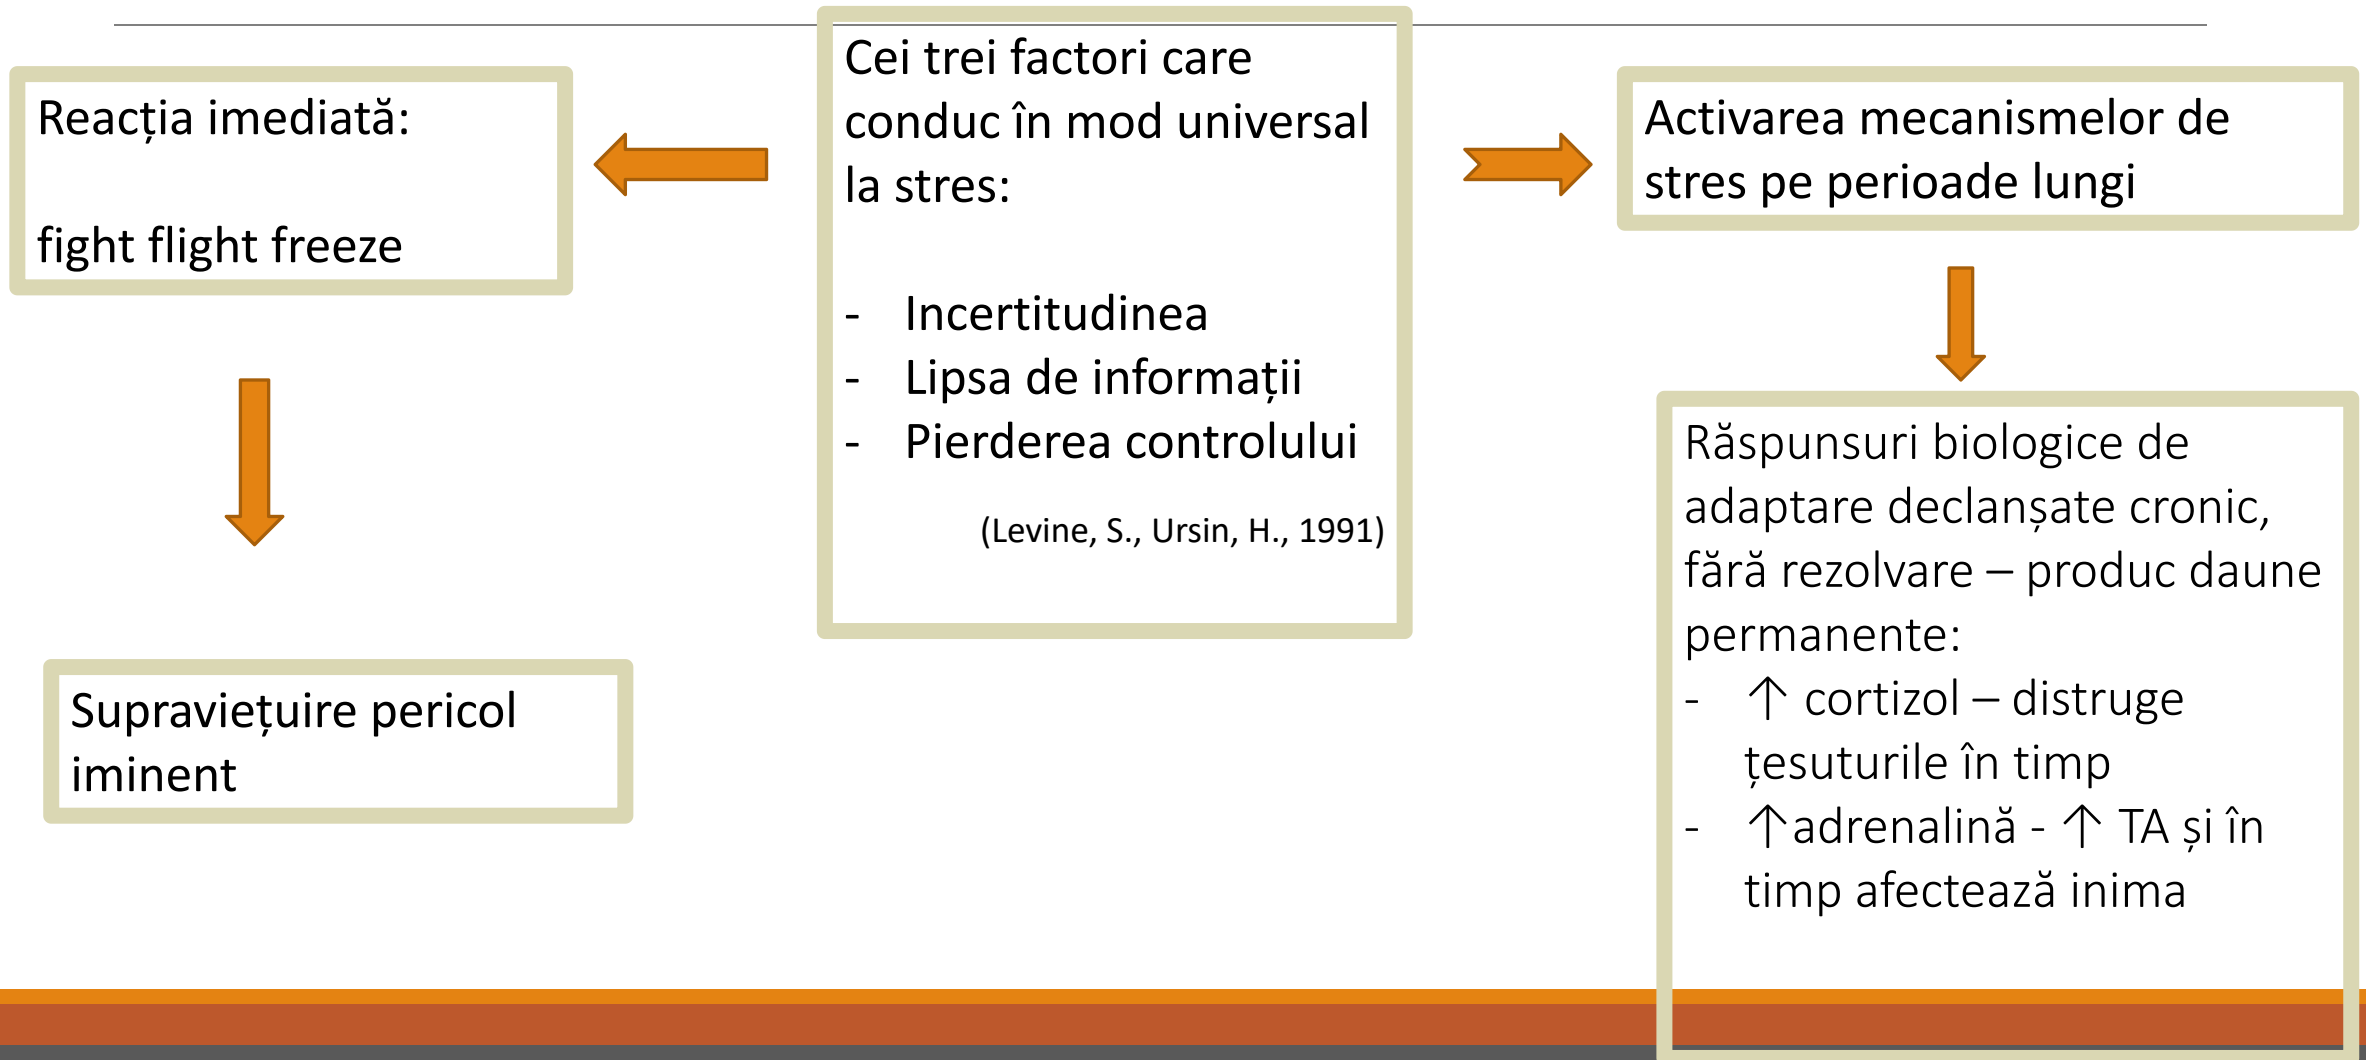 Reacția imediată:
fight flight freeze
Supraviețuire pericol
iminent
Cei trei factori care
conduc în mod universal
la stres:
- Incertitudinea
- Lipsa de informații
- Pierderea controlului
(Levine, S., Ursin, H., 1991)
Activarea mecanismelor de
stres pe perioade lungi
Răspunsuri biologice de
adaptare declanșate cronic,
fără rezolvare – produc daune
permanente:
- ↑ cortizol – distruge
țesuturile în timp
- ↑adrenalină - ↑ TA și în
timp afectează inima